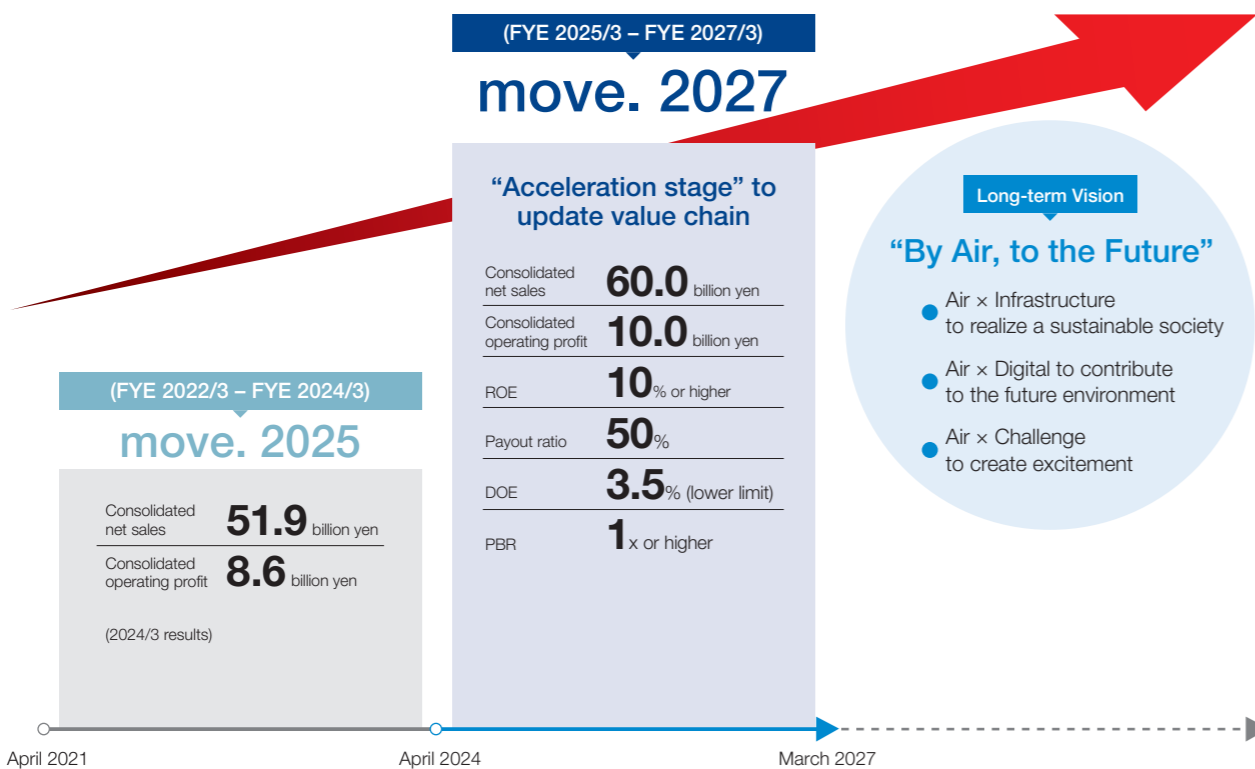 (FYE 2025/3 – FYE 2027/3)
move. 2027
“Acceleration stage” to
update value chain
Consolidated
net sales 60.0 billion yen
Consolidated
operating profit 10.0 billion yen
ROE 10% or higher
Payout ratio 50%
DOE 3.5% (lower limit)
PBR 1x or higher
(FYE 2022/3 – FYE 2024/3)
move. 2025
Consolidated
net sales 51.9 billion yen
Consolidated
operating profit 8.6 billion yen
(2024/3 results)
Long-term Vision
“By Air, to the Future”
Air × Infrastructure
to realize a sustainable society
Air × Digital to contribute
to the future environment
Air × Challenge
to create excitement
April 2021
April 2024
March 2027